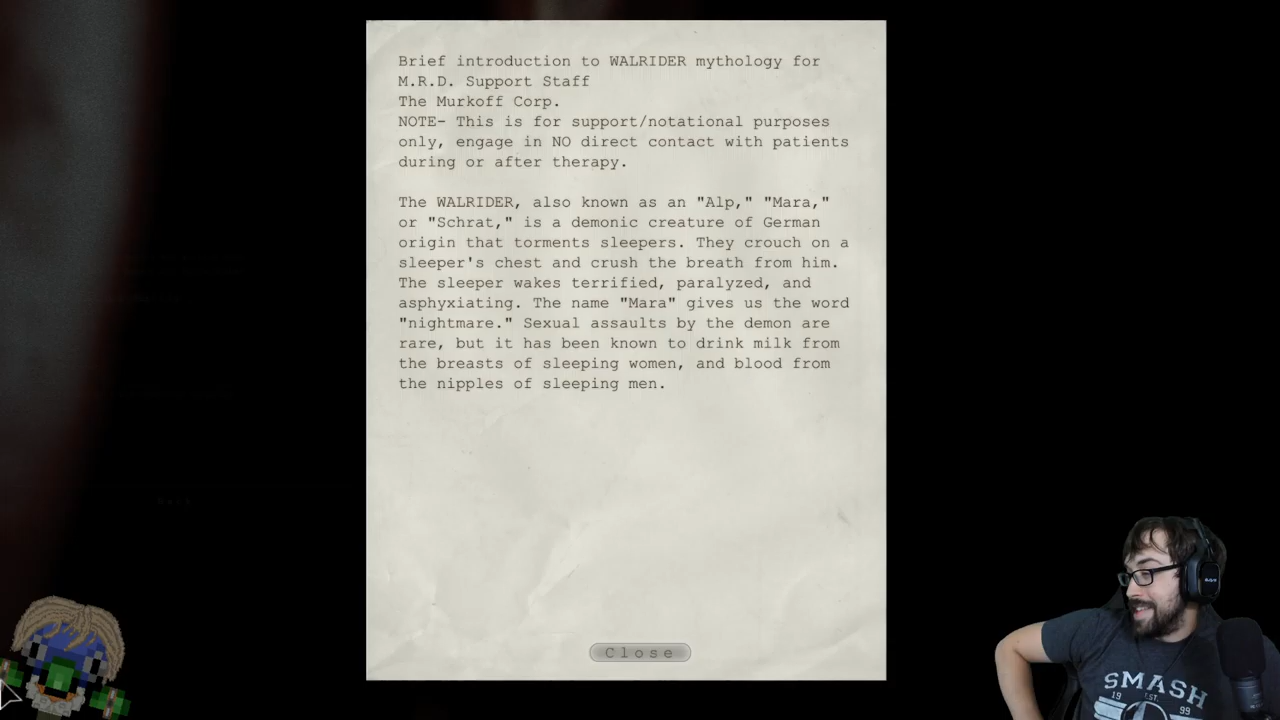 Brief introduction to WALRIDER mythology for
M.R.D. Support Staff
The Murkoff Corp.
NOTE- This is for support/notational purposes
only, engage in NO direct contact with patients
during or after therapy.
The WALRIDER, also known as an "Alp," "Mara,"
or "Schrat," is a demonic creature of German
origin that torments sleepers. They crouch on a
sleeper's chest and crush the breath from him.
The sleeper wakes terrified, paralyzed, and
asphyxiating. The name "Mara" gives us the word
"nightmare." Sexual assaults by the demon are
rare, but it has been known to drink milk from
the breasts of sleeping women, and blood from
the nipples of sleeping men.
Close
SMASH
19 EST. 99